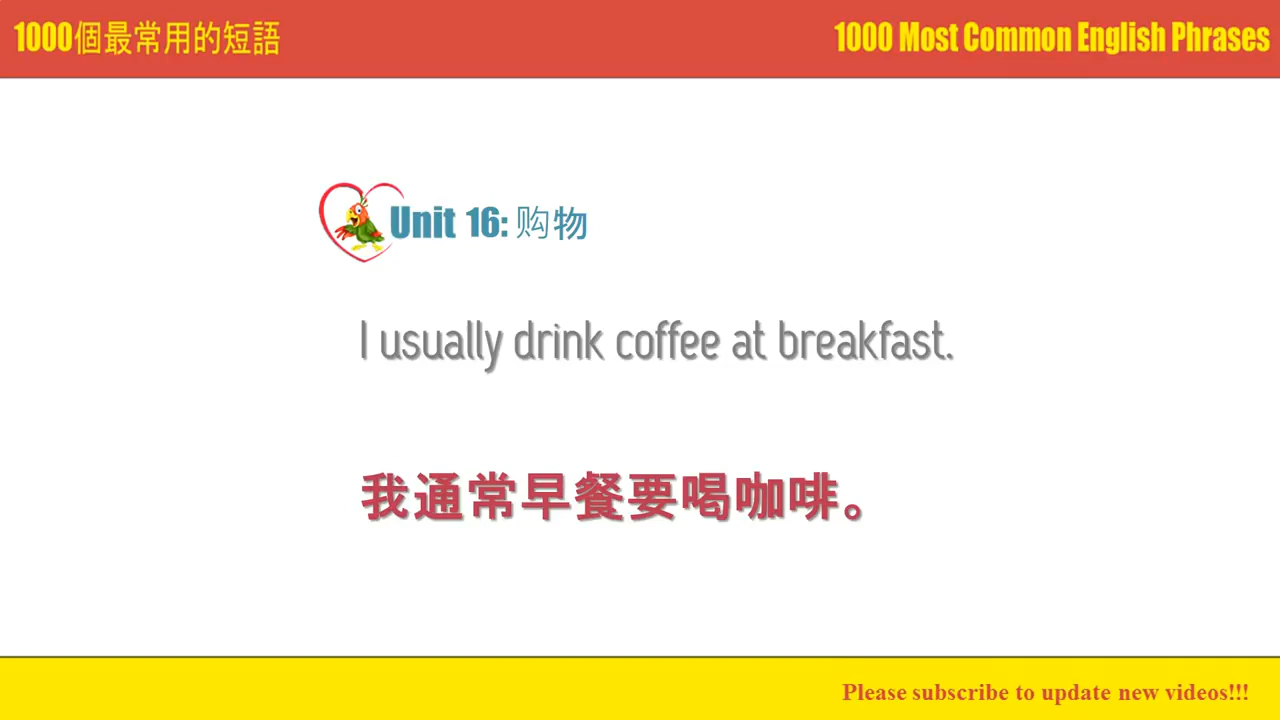 1000個最常用的短語
1000 Most Common English Phrases
Unit 16: 购物
I usually drink coffee at breakfast.
我通常早餐要喝咖啡。
Please subscribe to update new videos!!!